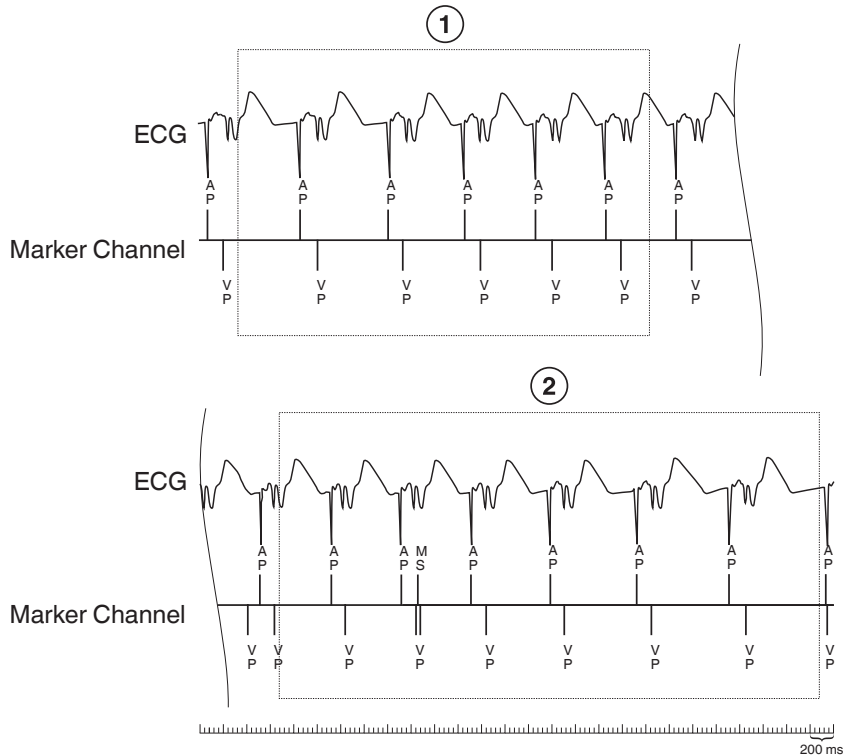 1
ECG
A A A A A A A
P P P P P P P
Marker Channel
V V V V V V V
P P P P P P P
2
ECG
A A A M A A A A A
P P P S P P P P P
Marker Channel
V V V V V V V V V
P P P P P P P P P
200 ms